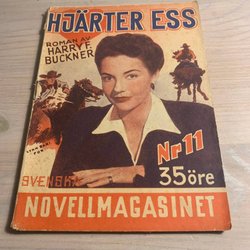 HJÄRTER ESS
ROMAN AV
HARRY F.
BUCKNER
Nr 11
35 öre
SVENSKA
NOVELLMAGASINET